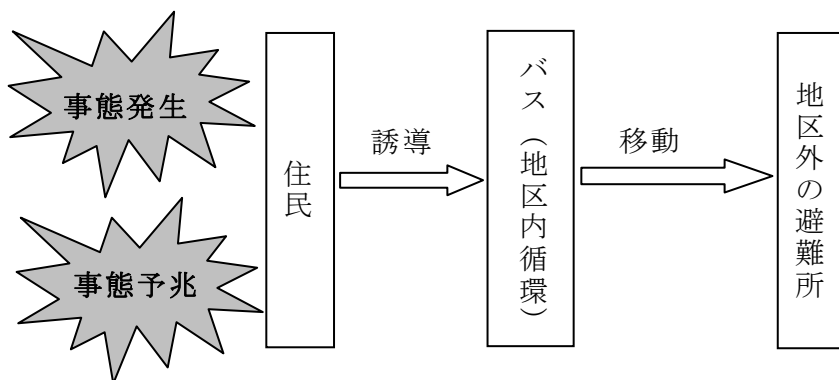 事態発生
事態予兆
住民
誘導
バス（地区内循環）
移動
地区外の避難所